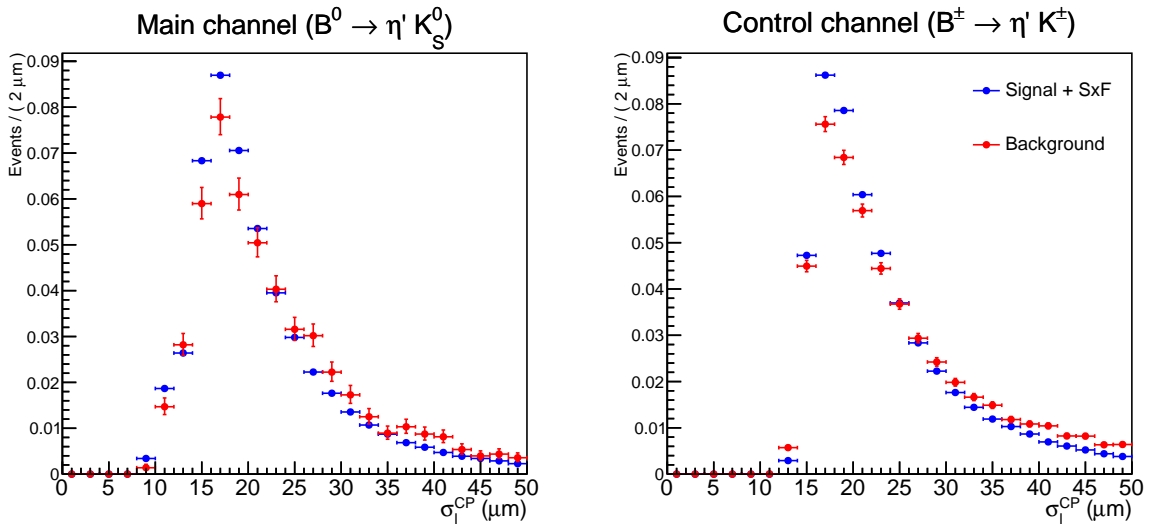 Main channel (B⁰ → η' K⁰_S)
Events / ( 2 μm )
0.09
0.08
0.07
0.06
0.05
0.04
0.03
0.02
0.01
0
0 5 10 15 20 25 30 35 40 45 50
σ_l^CP (μm)
Control channel (B± → η' K±)
Events / ( 2 μm )
0.09
0.08
0.07
0.06
0.05
0.04
0.03
0.02
0.01
0
Signal + SxF
Background
0 5 10 15 20 25 30 35 40 45 50
σ_l^CP (μm)